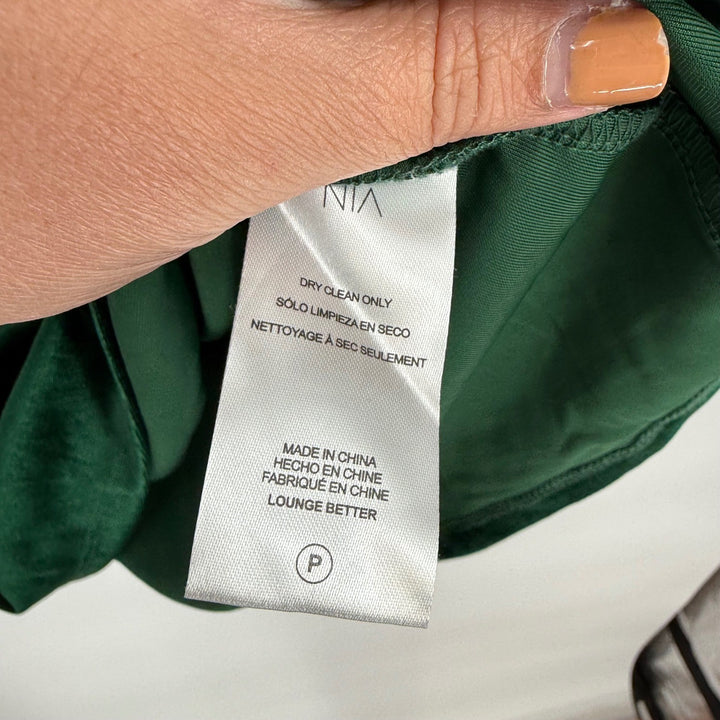 NIA
DRY CLEAN ONLY
SÓLO LIMPIEZA EN SECO
NETTOYAGE À SEC SEULEMENT
MADE IN CHINA
HECHO EN CHINE
FABRIQUÉ EN CHINE
LOUNGE BETTER
P